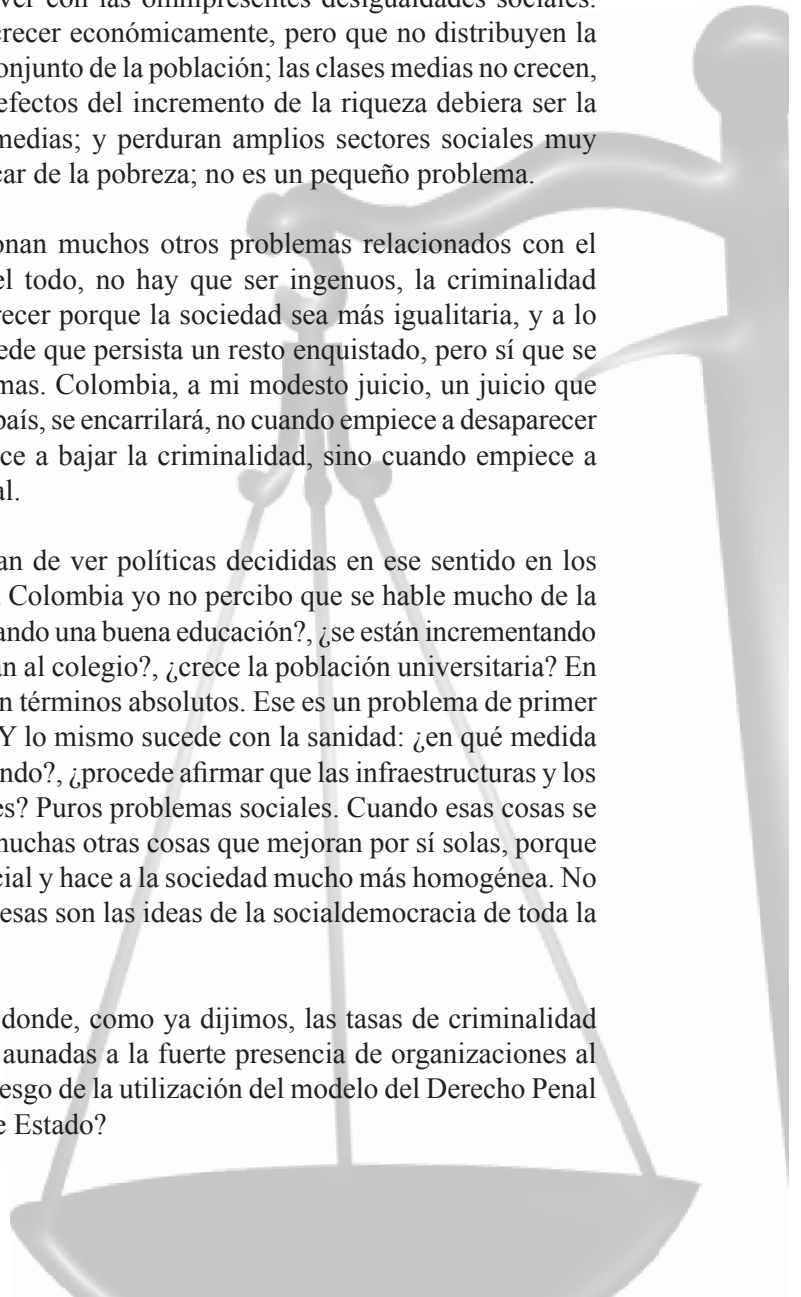 ver con las omnipresentes desigualdades sociales.
crecer económicamente, pero que no distribuyen la
onjunto de la población; las clases medias no crecen,
efectos del incremento de la riqueza debiera ser la
medias; y perduran amplios sectores sociales muy
car de la pobreza; no es un pequeño problema.
onan muchos otros problemas relacionados con el
el todo, no hay que ser ingenuos, la criminalidad
recer porque la sociedad sea más igualitaria, y a lo
ede que persista un resto enquistado, pero sí que se
mas. Colombia, a mi modesto juicio, un juicio que
país, se encarrilará, no cuando empiece a desaparecer
ce a bajar la criminalidad, sino cuando empiece a
al.
an de ver políticas decididas en ese sentido en los
Colombia yo no percibo que se hable mucho de la
ando una buena educación?, ¿se están incrementando
an al colegio?, ¿crece la población universitaria? En
n términos absolutos. Ese es un problema de primer
Y lo mismo sucede con la sanidad: ¿en qué medida
ndo?, ¿procede afirmar que las infraestructuras y los
es? Puros problemas sociales. Cuando esas cosas se
muchas otras cosas que mejoran por sí solas, porque
cial y hace a la sociedad mucho más homogénea. No
esas son las ideas de la socialdemocracia de toda la
donde, como ya dijimos, las tasas de criminalidad
aunadas a la fuerte presencia de organizaciones al
esgo de la utilización del modelo del Derecho Penal
e Estado?